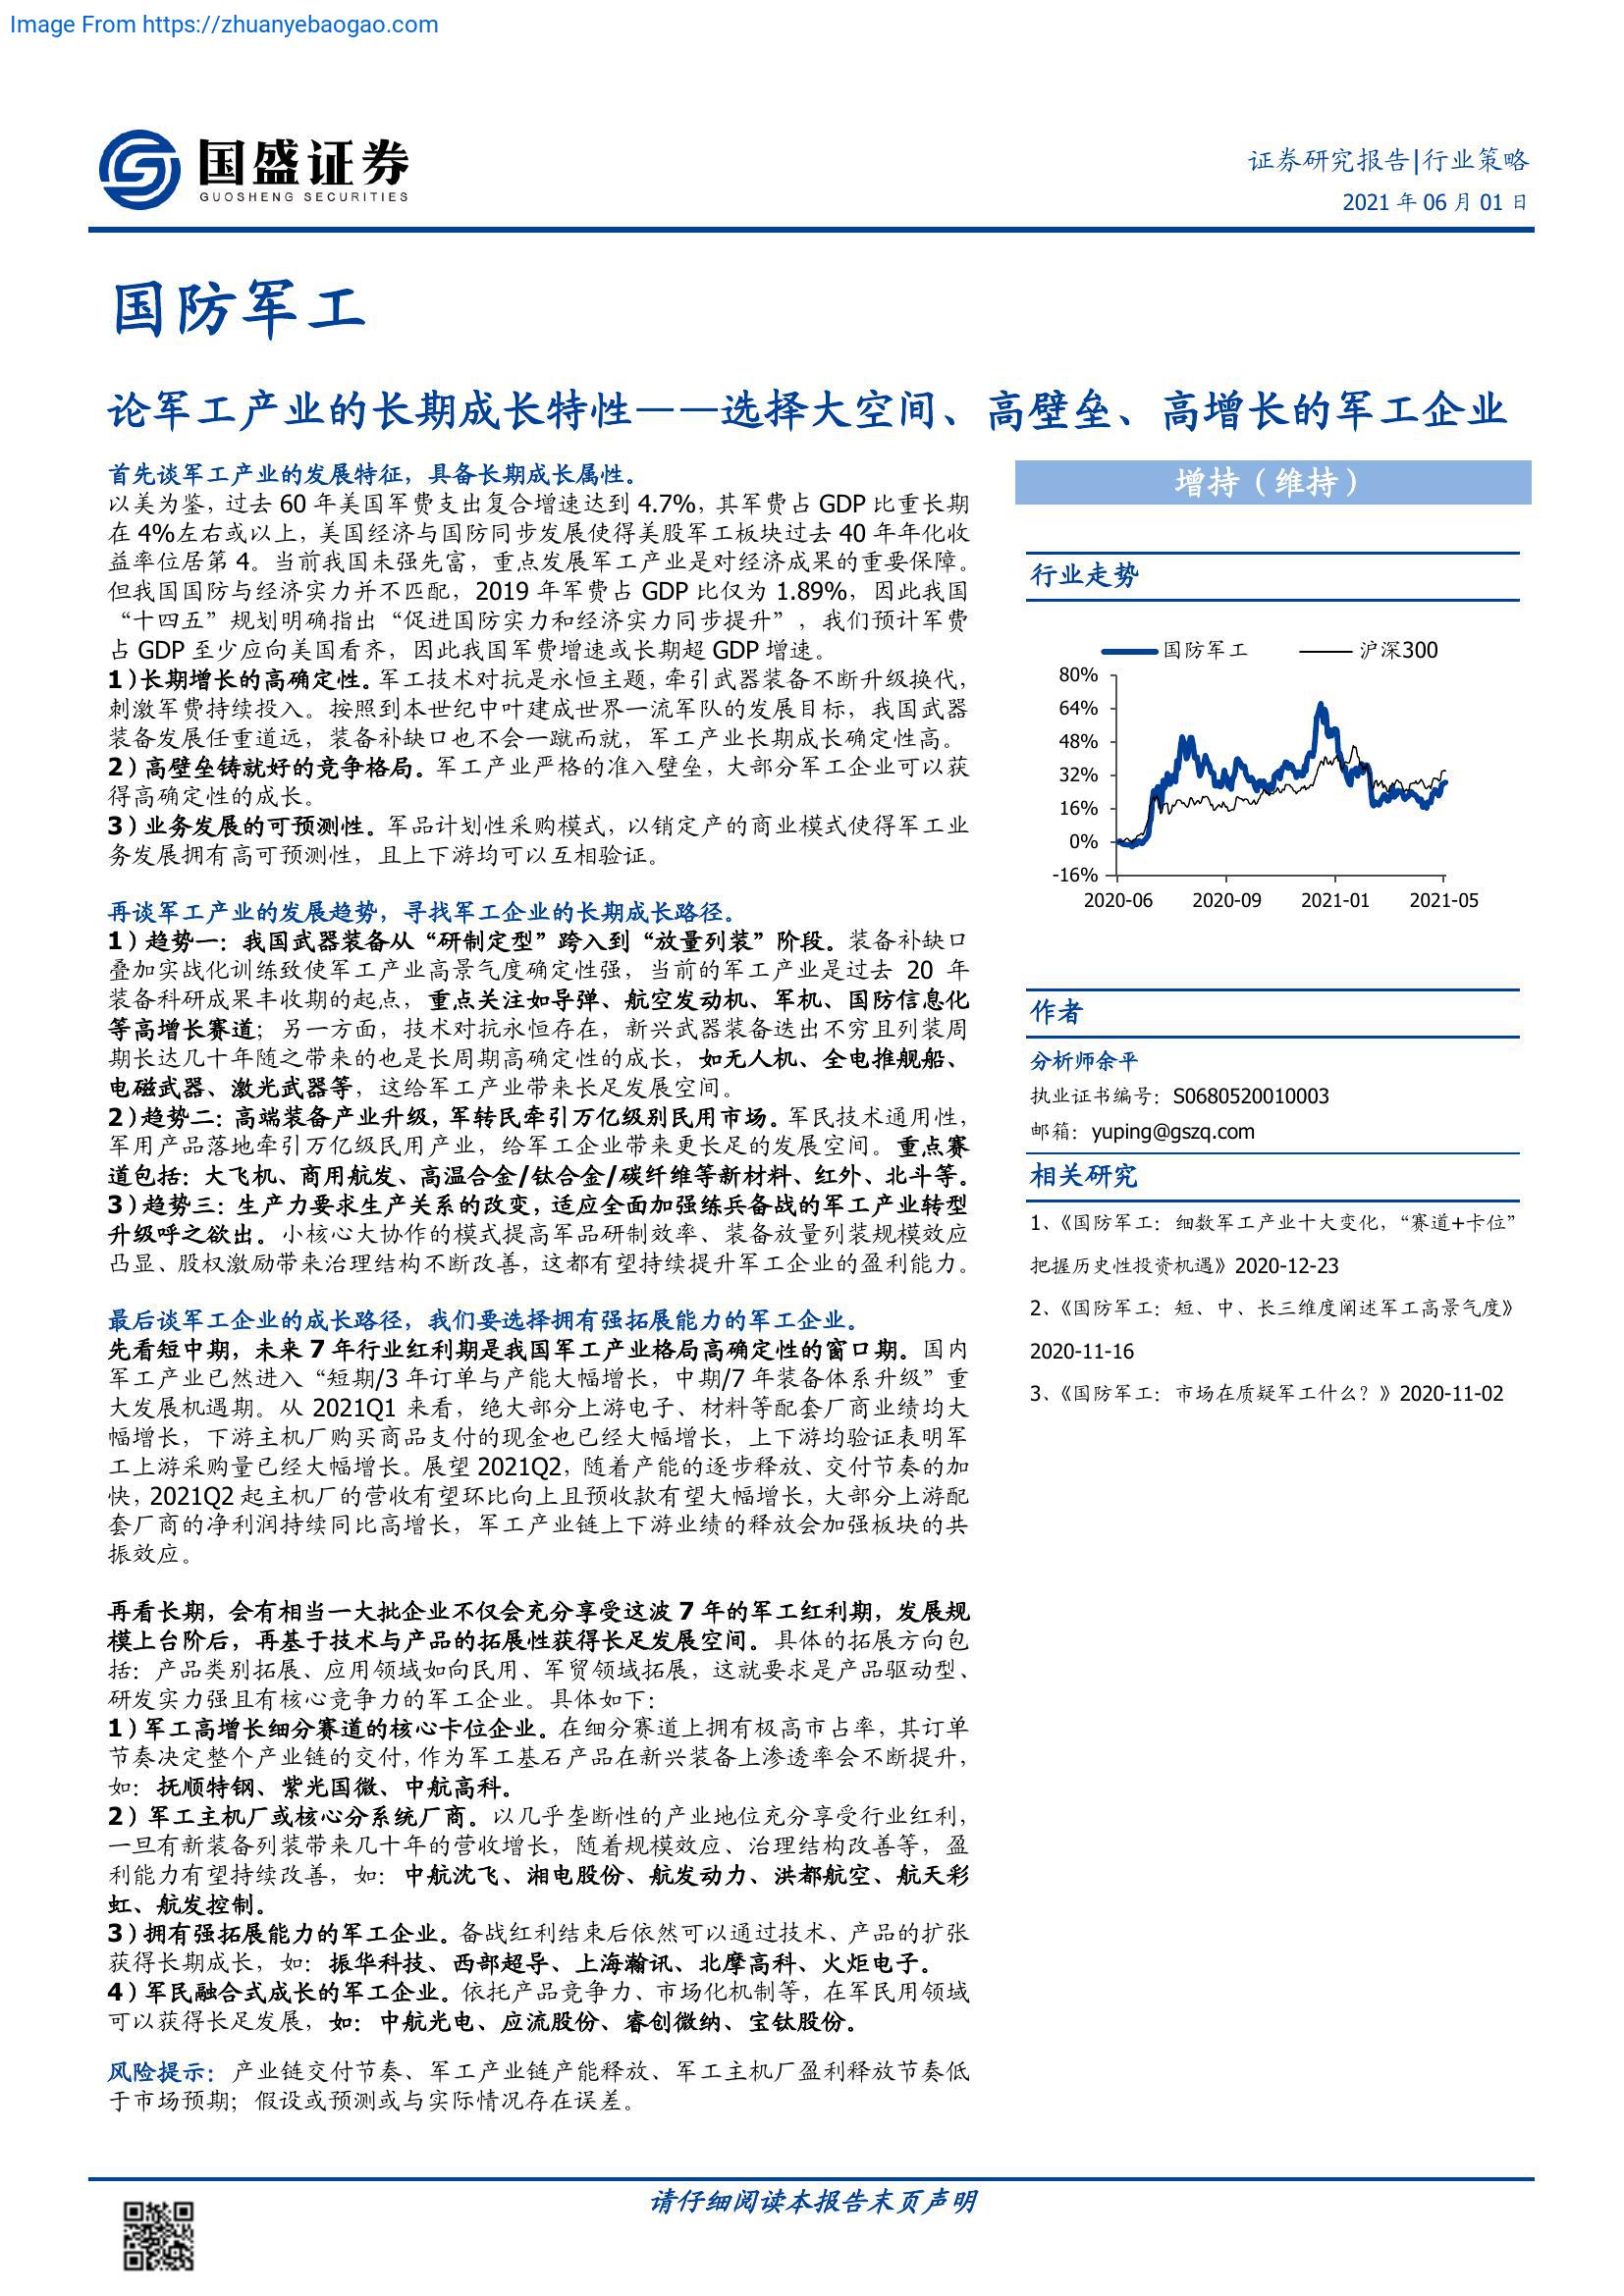 Image From https://zhuanyebaogao.com
国盛证券
GUOSHENG SECURITIES
证券研究报告|行业策略
2021 年 06 月 01 日
国防军工
论军工产业的长期成长特性——选择大空间、高壁垒、高增长的军工企业
首先谈军工产业的发展特征，具备长期成长属性。
以美为鉴，过去 60 年美国军费支出复合增速达到 4.7%，其军费占 GDP 比重长期
在 4%左右或以上，美国经济与国防同步发展使得美股军工板块过去 40 年年化收
益率位居第 4。当前我国未强先富，重点发展军工产业是对经济成果的重要保障。
但我国国防与经济实力并不匹配，2019 年军费占 GDP 比仅为 1.89%，因此我国
“十四五”规划明确指出“促进国防实力和经济实力同步提升”，我们预计军费
占 GDP 至少应向美国看齐，因此我国军费增速或长期超 GDP 增速。
1）长期增长的高确定性。军工技术对抗是永恒主题，牵引武器装备不断升级换代，
刺激军费持续投入。按照到本世纪中叶建成世界一流军队的发展目标，我国武器
装备发展任重道远，装备补缺口也不会一蹴而就，军工产业长期成长确定性高。
2）高壁垒铸就好的竞争格局。军工产业严格的准入壁垒，大部分军工企业可以获
得高确定性的成长。
3）业务发展的可预测性。军品计划性采购模式，以销定产的商业模式使得军工业
务发展拥有高可预测性，且上下游均可以互相验证。
再谈军工产业的发展趋势，寻找军工企业的长期成长路径。
1）趋势一：我国武器装备从“研制定型”跨入到“放量列装”阶段。装备补缺口
叠加实战化训练致使军工产业高景气度确定性强，当前的军工产业是过去 20 年
装备科研成果丰收期的起点，重点关注如导弹、航空发动机、军机、国防信息化
等高增长赛道；另一方面，技术对抗永恒存在，新兴武器装备迭出不穷且列装周
期长达几十年随之带来的也是长周期高确定性的成长，如无人机、全电推舰船、
电磁武器、激光武器等，这给军工产业带来长足发展空间。
2）趋势二：高端装备产业升级，军转民牵引万亿级别民用市场。军民技术通用性，
军用产品落地牵引万亿级民用产业，给军工企业带来更长足的发展空间。重点赛
道包括：大飞机、商用航发、高温合金/钛合金/碳纤维等新材料、红外、北斗等。
3）趋势三：生产力要求生产关系的改变，适应全面加强练兵备战的军工产业转型
升级呼之欲出。小核心大协作的模式提高军品研制效率、装备放量列装规模效应
凸显、股权激励带来治理结构不断改善，这都有望持续提升军工企业的盈利能力。
最后谈军工企业的成长路径，我们要选择拥有强拓展能力的军工企业。
先看短中期，未来 7 年行业红利期是我国军工产业格局高确定性的窗口期。国内
军工产业已然进入“短期/3 年订单与产能大幅增长，中期/7 年装备体系升级”重
大发展机遇期。从 2021Q1 来看，绝大部分上游电子、材料等配套厂商业绩均大
幅增长，下游主机厂购买商品支付的现金也已经大幅增长，上下游均验证表明军
工上游采购量已经大幅增长。展望 2021Q2，随着产能的逐步释放、交付节奏的加
快，2021Q2 起主机厂的营收有望环比向上且预收款有望大幅增长，大部分上游配
套厂商的净利润持续同比高增长，军工产业链上下游业绩的释放会加强板块的共
振效应。
再看长期，会有相当一大批企业不仅会充分享受这波 7 年的军工红利期，发展规
模上台阶后，再基于技术与产品的拓展性获得长足发展空间。具体的拓展方向包
括：产品类别拓展、应用领域如向民用、军贸领域拓展，这就要求是产品驱动型、
研发实力强且有核心竞争力的军工企业。具体如下：
1）军工高增长细分赛道的核心卡位企业。在细分赛道上拥有极高市占率，其订单
节奏决定整个产业链的交付，作为军工基石产品在新兴装备上渗透率会不断提升，
如：抚顺特钢、紫光国微、中航高科。
2）军工主机厂或核心分系统厂商。以几乎垄断性的产业地位充分享受行业红利，
一旦有新装备列装带来几十年的营收增长，随着规模效应、治理结构改善等，盈
利能力有望持续改善，如：中航沈飞、湘电股份、航发动力、洪都航空、航天彩
虹、航发控制。
3）拥有强拓展能力的军工企业。备战红利结束后依然可以通过技术、产品的扩张
获得长期成长，如：振华科技、西部超导、上海瀚讯、北摩高科、火炬电子。
4）军民融合式成长的军工企业。依托产品竞争力、市场化机制等，在军民用领域
可以获得长足发展，如：中航光电、应流股份、睿创微纳、宝钛股份。
风险提示：产业链交付节奏、军工产业链产能释放、军工主机厂盈利释放节奏低
于市场预期；假设或预测或与实际情况存在误差。
增持（维持）
行业走势
国防军工 沪深300
80%
64%
48%
32%
16%
0%
-16%
2020-06 2020-09 2021-01 2021-05
作者
分析师余平
执业证书编号：S0680520010003
邮箱：yuping@gszq.com
相关研究
1、《国防军工：细数军工产业十大变化，“赛道+卡位”
把握历史性投资机遇》2020-12-23
2、《国防军工：短、中、长三维度阐述军工高景气度》
2020-11-16
3、《国防军工：市场在质疑军工什么？》2020-11-02
请仔细阅读本报告末页声明